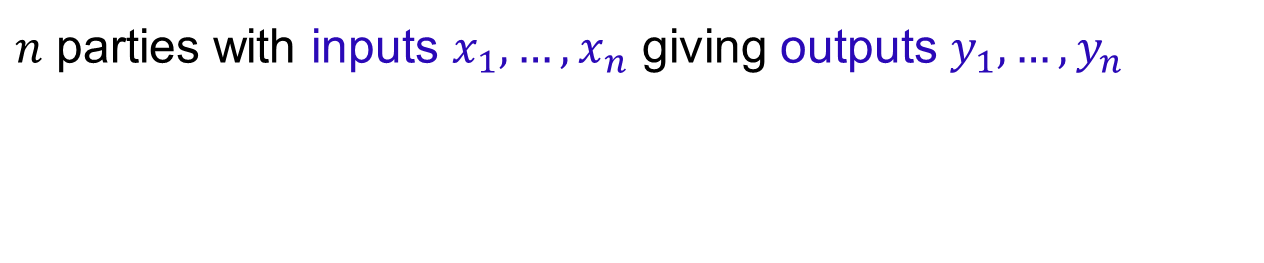 n parties with inputs x₁, … , xₙ giving outputs y₁, … , yₙ